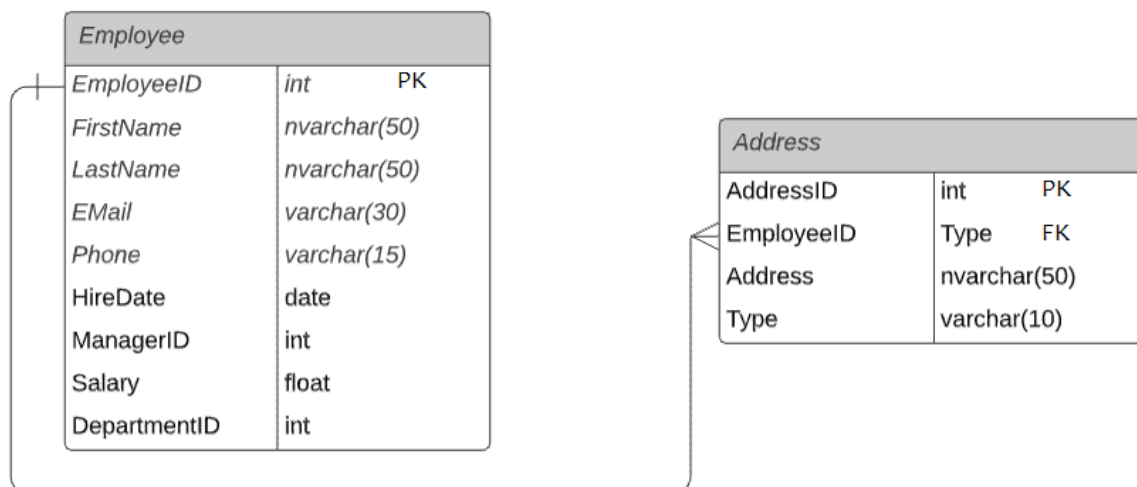 Employee
EmployeeID int PK
FirstName nvarchar(50)
LastName nvarchar(50)
EMail varchar(30)
Phone varchar(15)
HireDate date
ManagerID int
Salary float
DepartmentID int
Address
AddressID int PK
EmployeeID Type FK
Address nvarchar(50)
Type varchar(10)